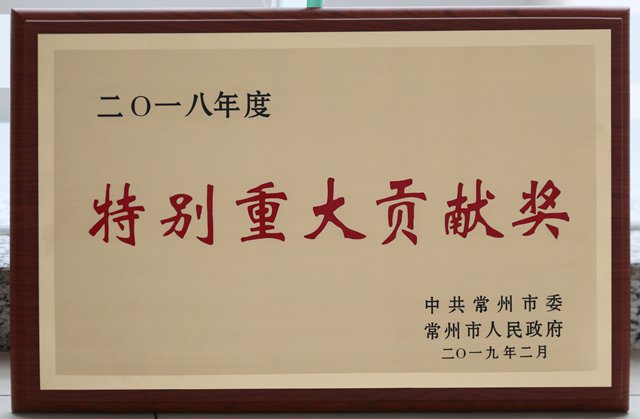 二〇一八年度
特别重大贡献奖
中共常州市委
常州市人民政府
二〇一九年二月